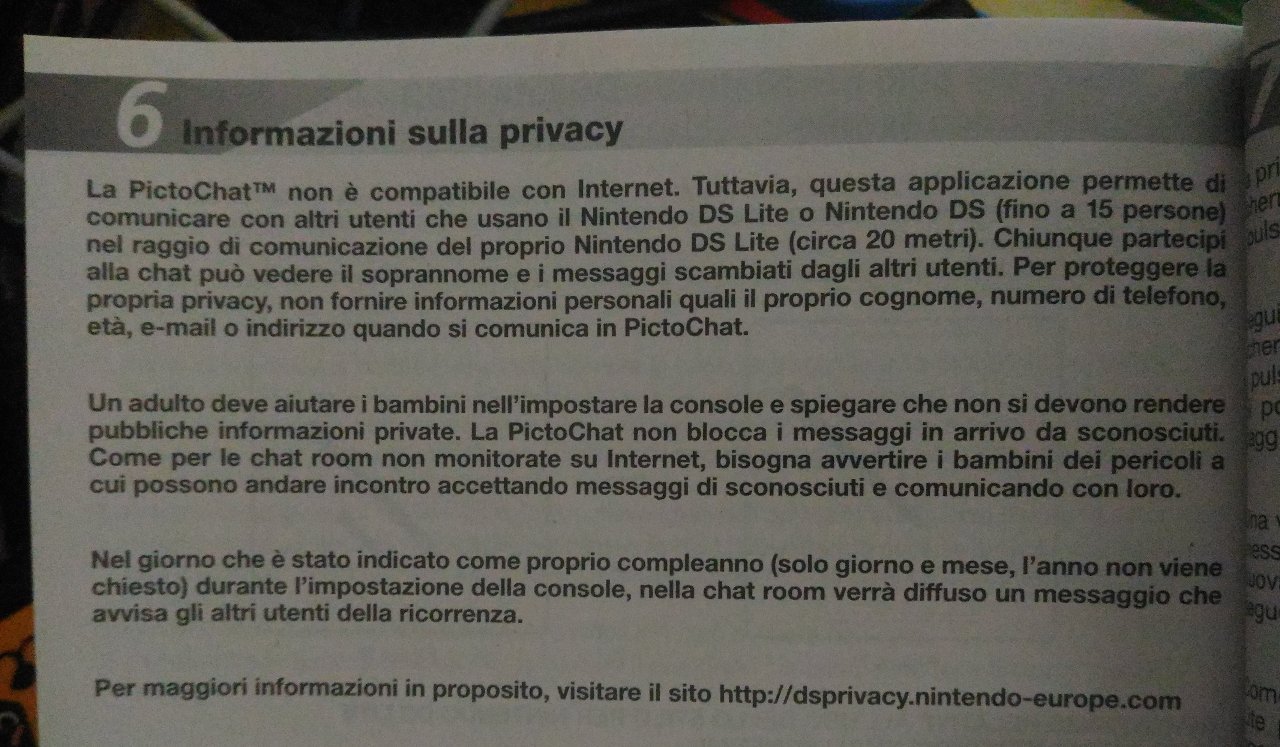 6 Informazioni sulla privacy
La PictoChat™ non è compatibile con Internet. Tuttavia, questa applicazione permette di
comunicare con altri utenti che usano il Nintendo DS Lite o Nintendo DS (fino a 15 persone)
nel raggio di comunicazione del proprio Nintendo DS Lite (circa 20 metri). Chiunque partecipi
alla chat può vedere il soprannome e i messaggi scambiati dagli altri utenti. Per proteggere la
propria privacy, non fornire informazioni personali quali il proprio cognome, numero di telefono,
età, e-mail o indirizzo quando si comunica in PictoChat.
Un adulto deve aiutare i bambini nell'impostare la console e spiegare che non si devono rendere
pubbliche informazioni private. La PictoChat non blocca i messaggi in arrivo da sconosciuti.
Come per le chat room non monitorate su Internet, bisogna avvertire i bambini dei pericoli a
cui possono andare incontro accettando messaggi di sconosciuti e comunicando con loro.
Nel giorno che è stato indicato come proprio compleanno (solo giorno e mese, l'anno non viene
chiesto) durante l'impostazione della console, nella chat room verrà diffuso un messaggio che
avvisa gli altri utenti della ricorrenza.
Per maggiori informazioni in proposito, visitare il sito http://dsprivacy.nintendo-europe.com
7